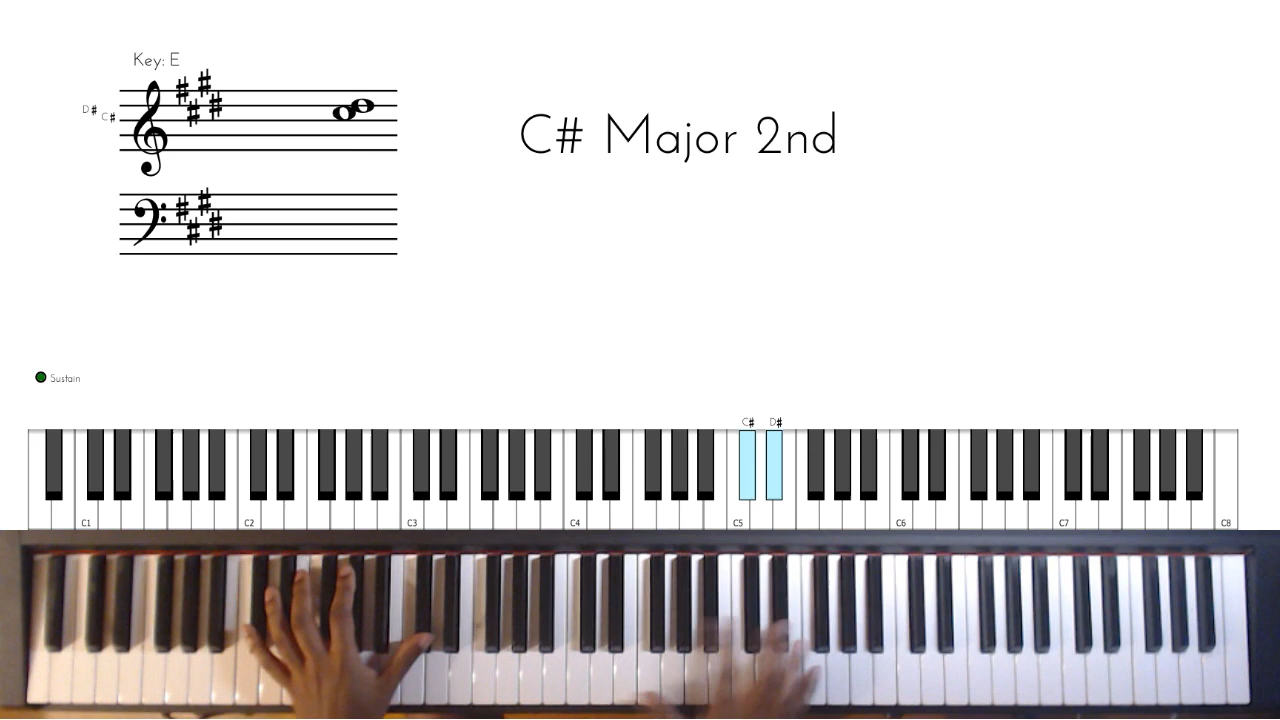 Key: E
D# C#
C# Major 2nd
Sustain
C# D#
C1 C2 C3 C4 C5 C6 C7 C8